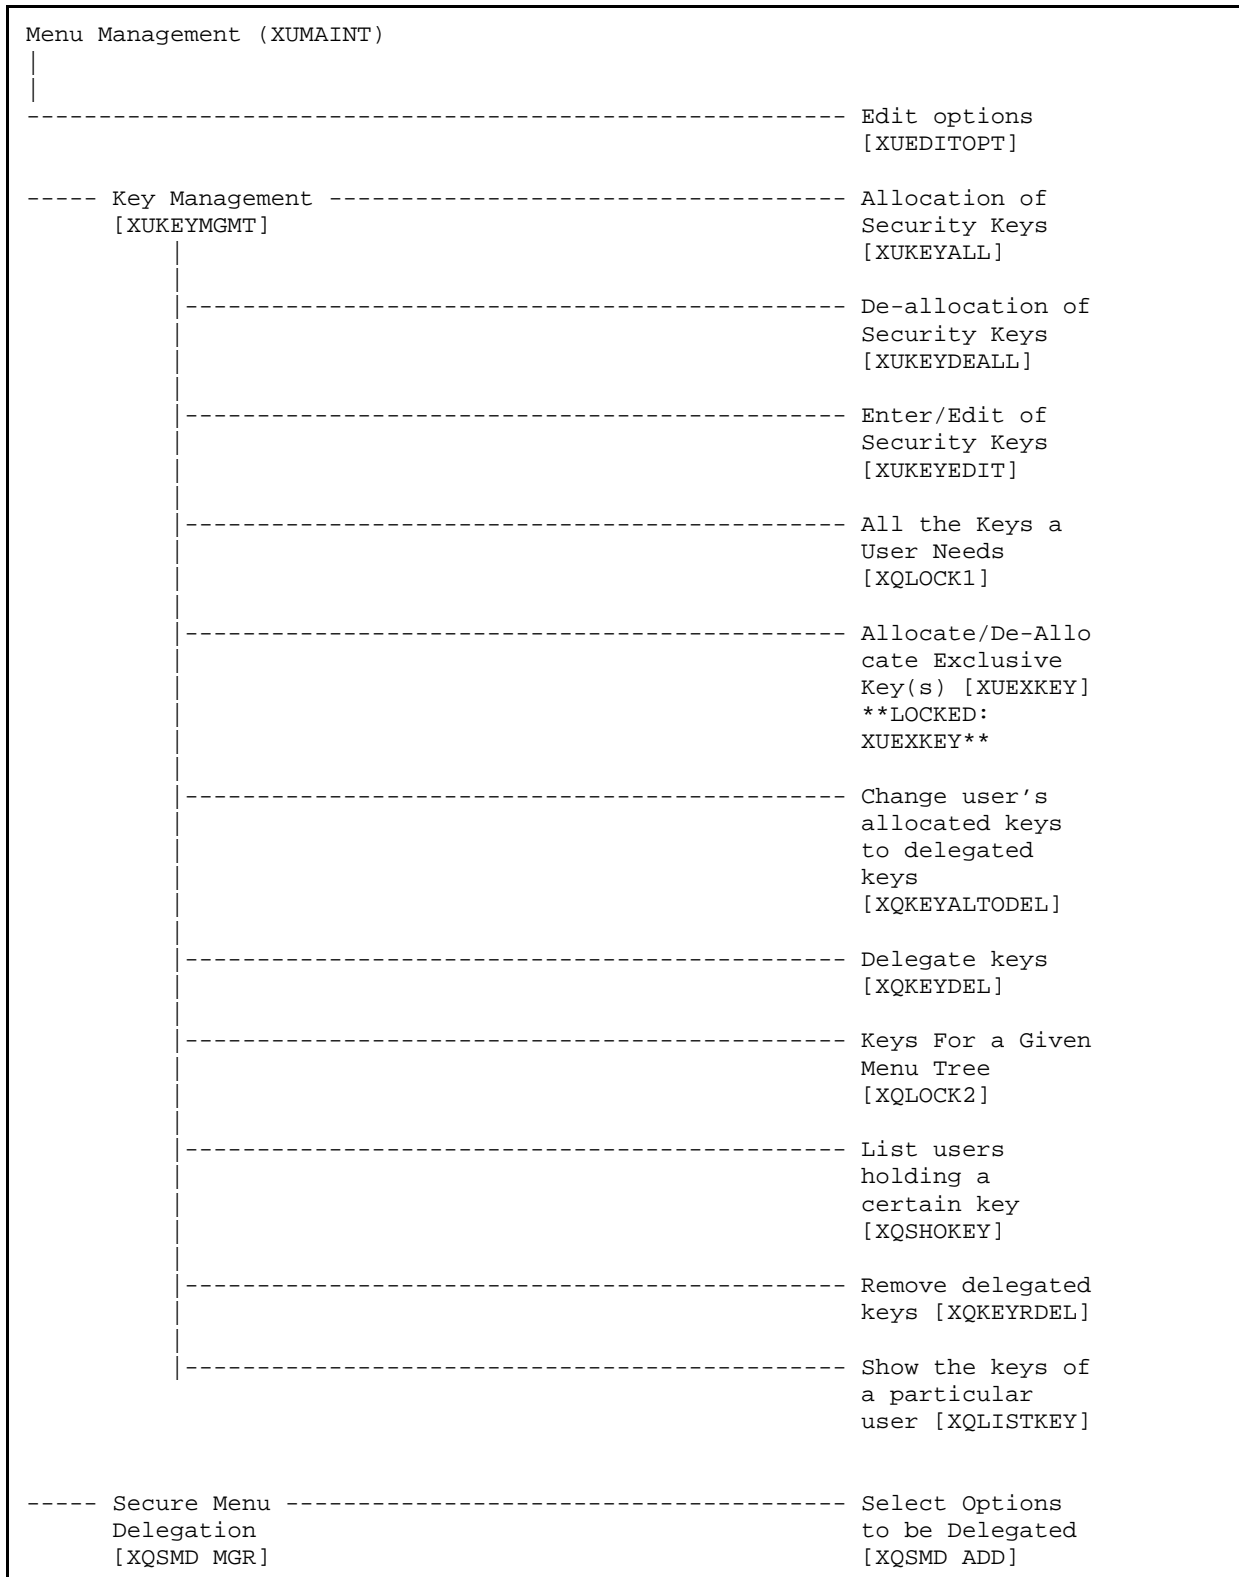 Menu Management (XUMAINT)
|
|
--------------------------------------------------------- Edit options
[XUEDITOPT]
----- Key Management ------------------------------------ Allocation of
[XUKEYMGMT] Security Keys
[XUKEYALL]
|---------------------------------------------- De-allocation of
Security Keys
[XUKEYDEALL]
|---------------------------------------------- Enter/Edit of
Security Keys
[XUKEYEDIT]
|---------------------------------------------- All the Keys a
User Needs
[XQLOCK1]
|---------------------------------------------- Allocate/De-Allo
cate Exclusive
Key(s) [XUEXKEY]
**LOCKED:
XUEXKEY**
|---------------------------------------------- Change user's
allocated keys
to delegated
keys
[XQKEYALTODEL]
|---------------------------------------------- Delegate keys
[XQKEYDEL]
|---------------------------------------------- Keys For a Given
Menu Tree
[XQLOCK2]
|---------------------------------------------- List users
holding a
certain key
[XQSHOKEY]
|---------------------------------------------- Remove delegated
keys [XQKEYRDEL]
|---------------------------------------------- Show the keys of
a particular
user [XQLISTKEY]
----- Secure Menu --------------------------------------- Select Options
Delegation to be Delegated
[XQSMD MGR] [XQSMD ADD]